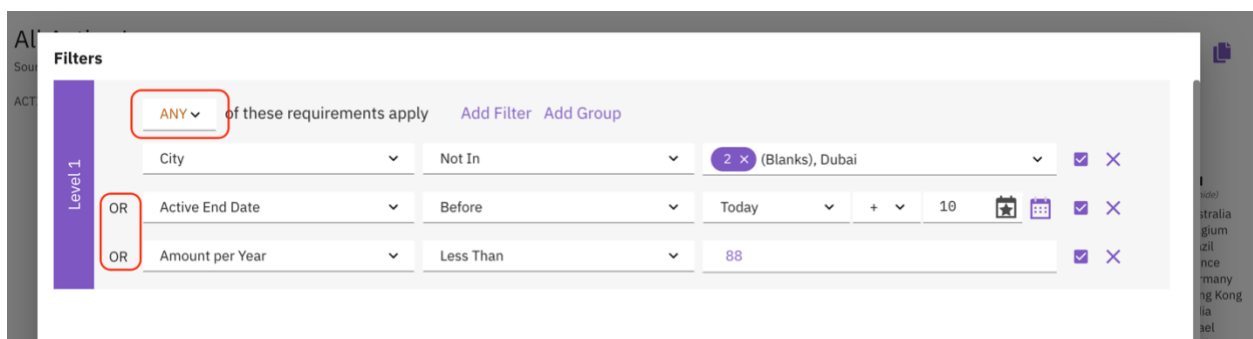 Filters
ACT
Level 1
ANY of these requirements apply Add Filter Add Group
City Not In 2 × (Blanks), Dubai
OR Active End Date Before Today + 10
OR Amount per Year Less Than 88